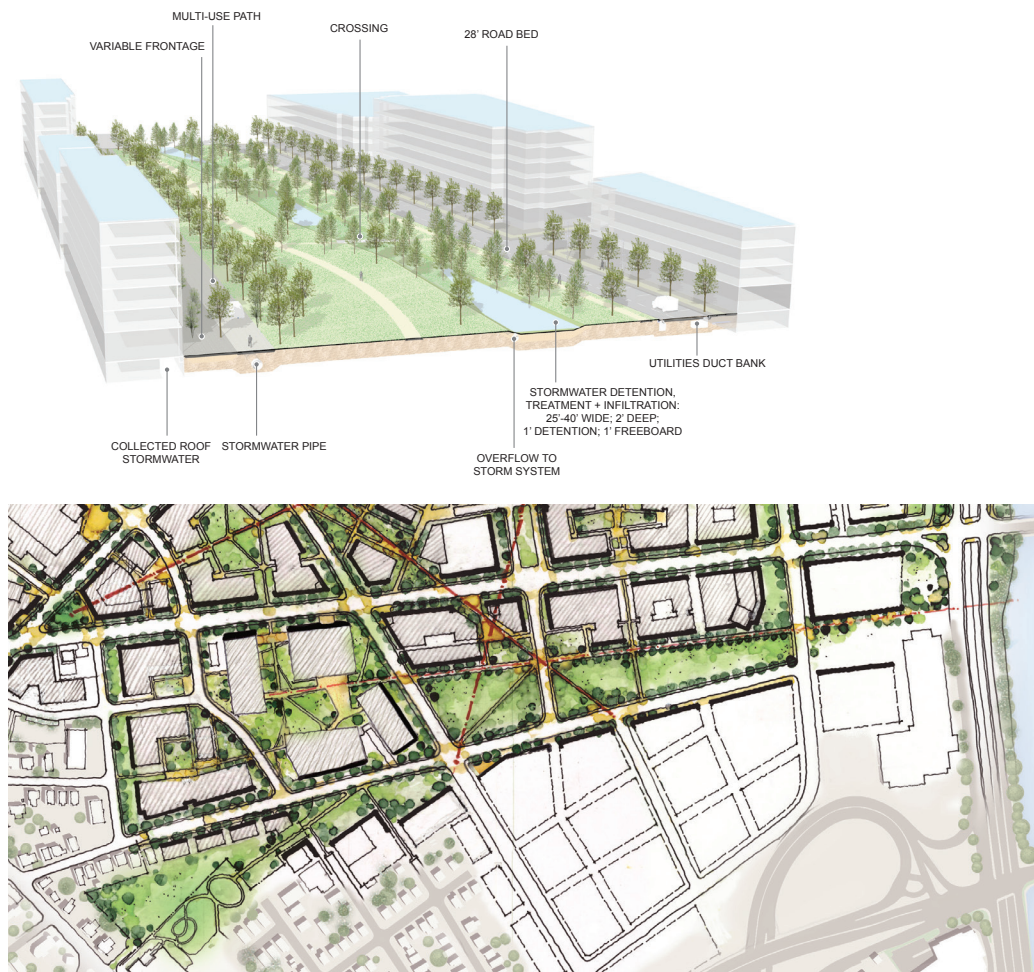 MULTI-USE PATH
VARIABLE FRONTAGE
CROSSING
28' ROAD BED
UTILITIES DUCT BANK
STORMWATER DETENTION,
TREATMENT + INFILTRATION:
25'-40' WIDE; 2' DEEP;
1' DETENTION; 1' FREEBOARD
COLLECTED ROOF
STORMWATER
STORMWATER PIPE
OVERFLOW TO
STORM SYSTEM